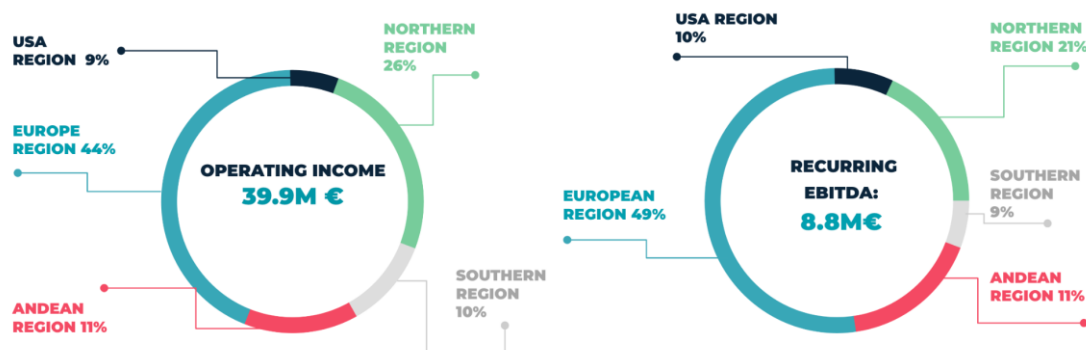 USA
REGION 9%
NORTHERN
REGION
26%
EUROPE
REGION 44%
OPERATING INCOME
39.9M €
SOUTHERN
REGION
10%
ANDEAN
REGION 11%
USA REGION
10%
NORTHERN
REGION 21%
EUROPEAN
REGION 49%
RECURRING
EBITDA:
8.8M€
SOUTHERN
REGION
9%
ANDEAN
REGION 11%